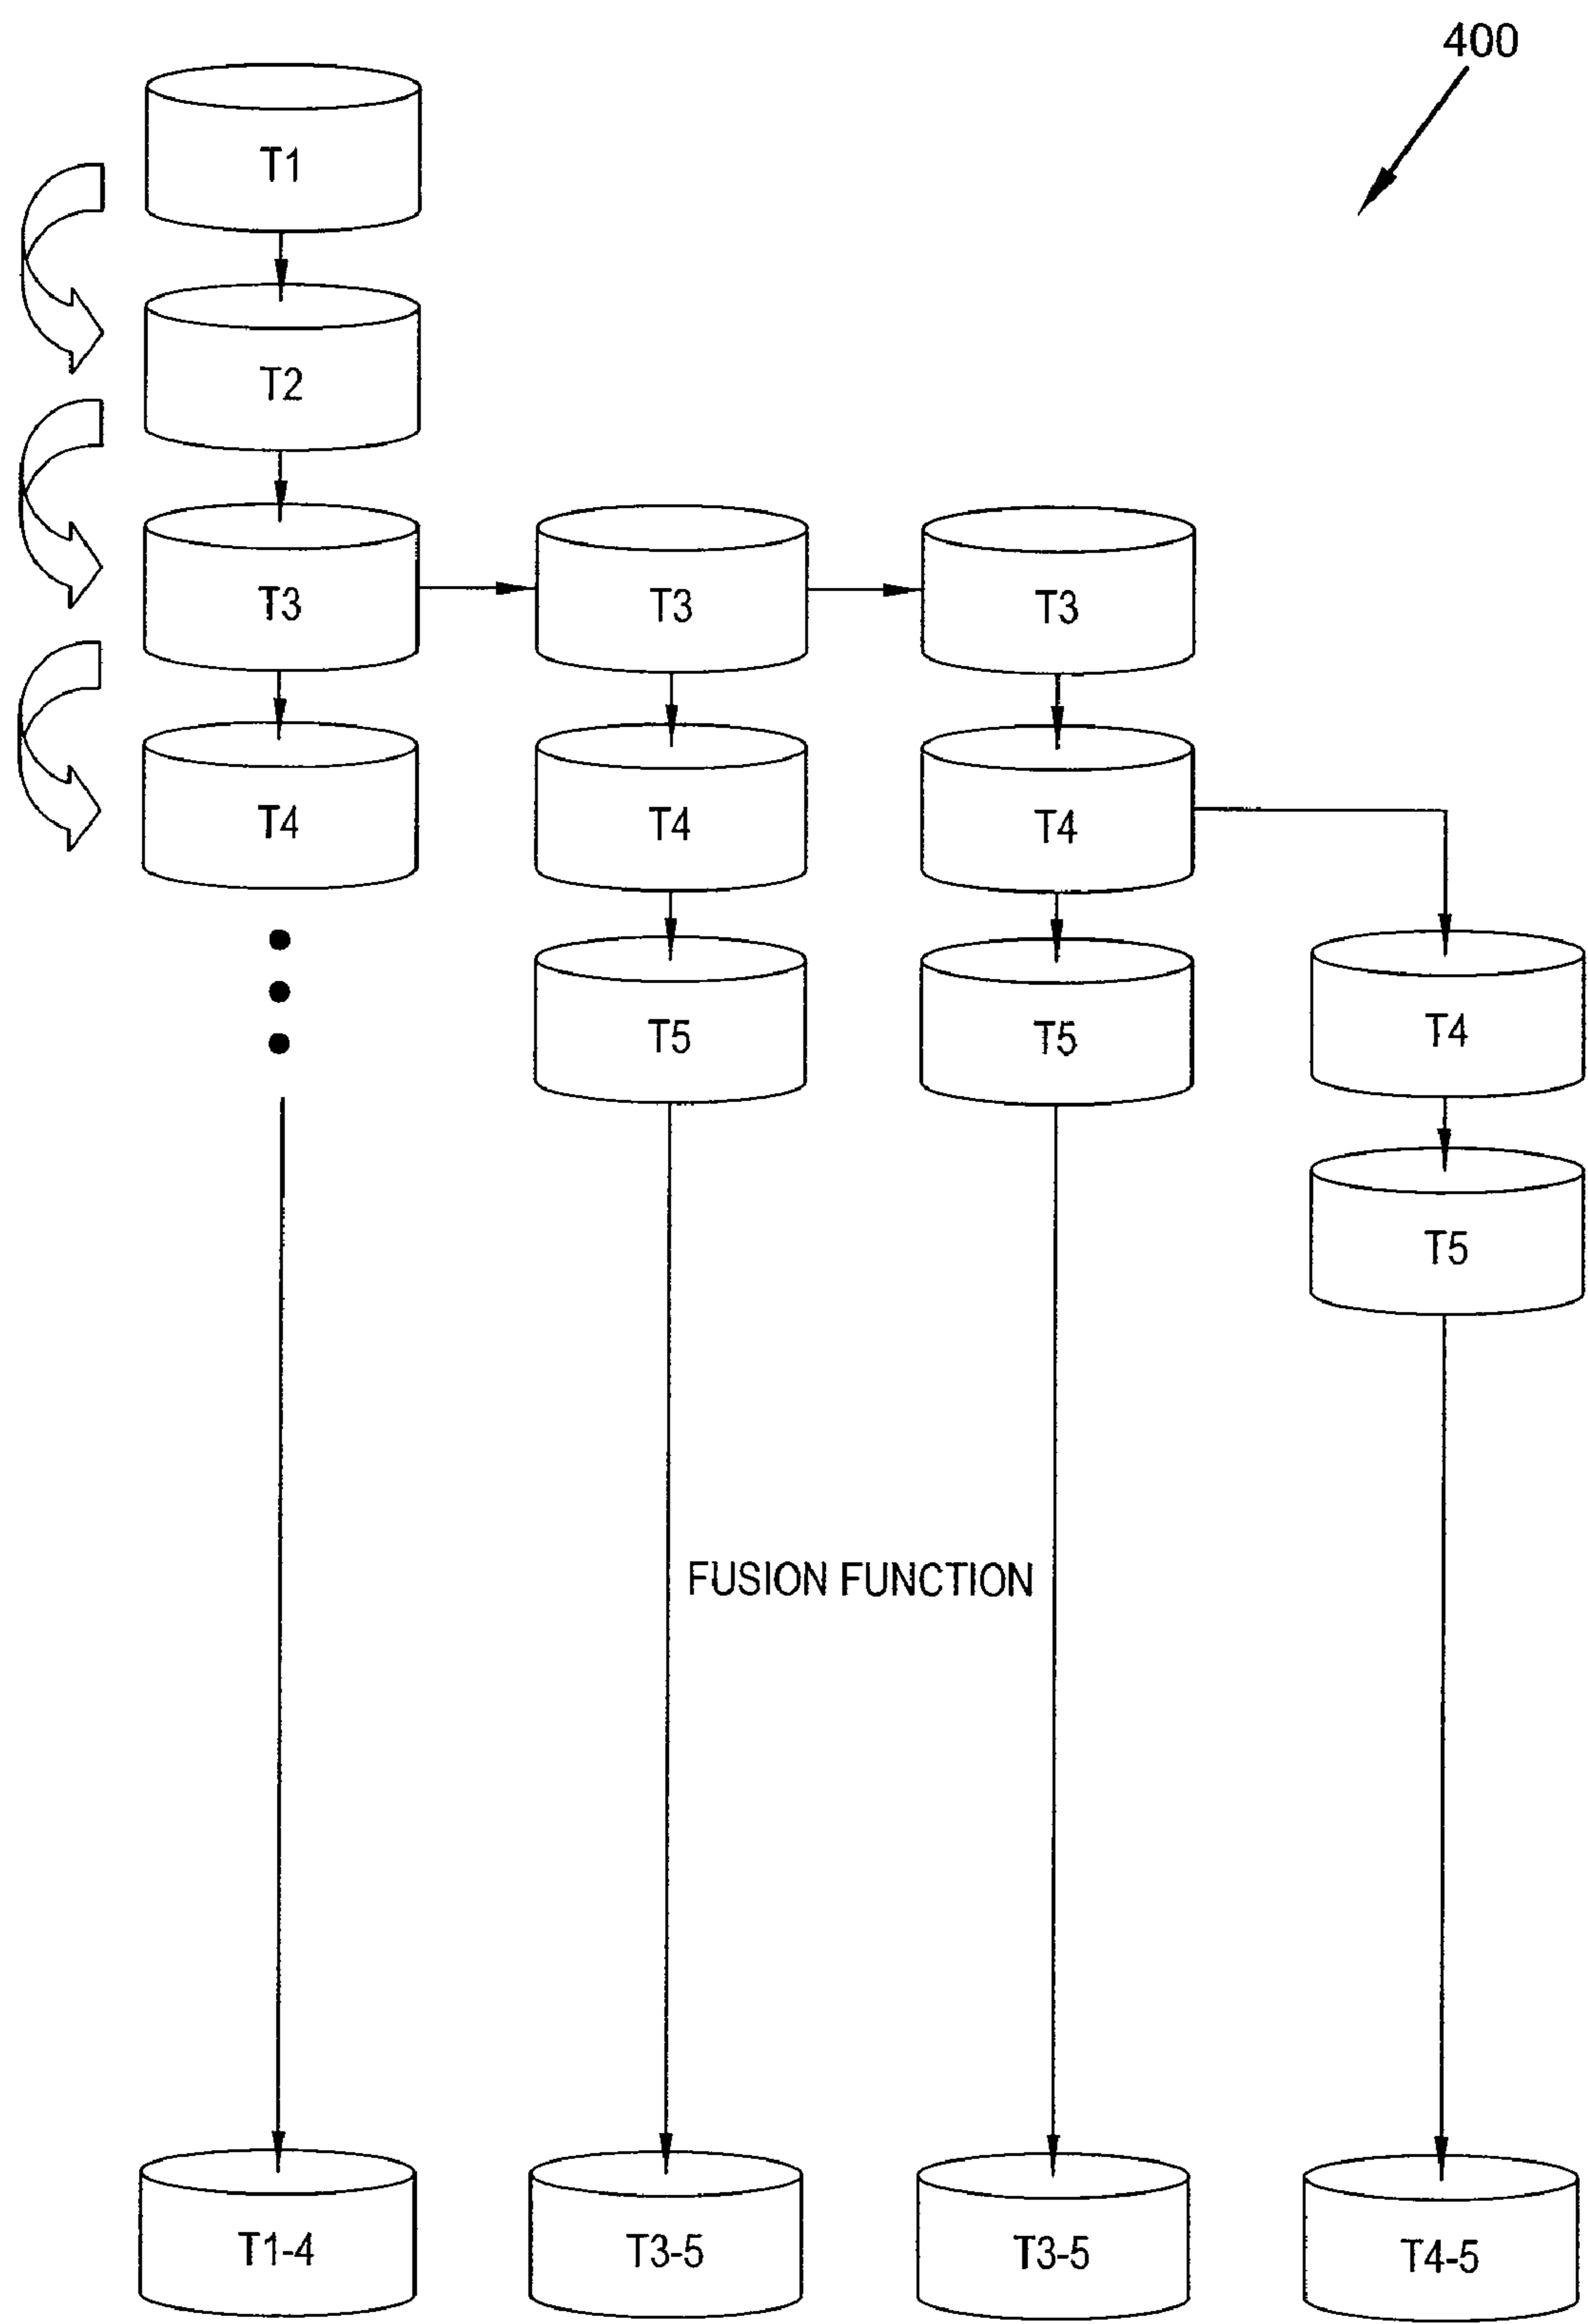 400
T1
T2
T3 T3 T3
T4 T4 T4
T5 T5 T4
T5
FUSION FUNCTION
T1-4 T3-5 T3-5 T4-5